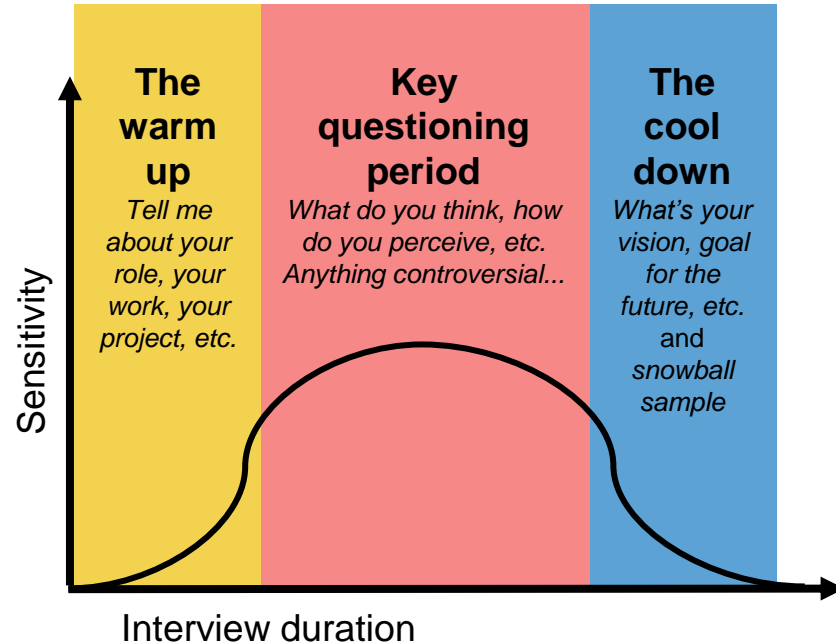 The
warm
up
Tell me
about your
role, your
work, your
project, etc.
Key
questioning
period
What do you think, how
do you perceive, etc.
Anything controversial...
The
cool
down
What's your
vision, goal
for the
future, etc.
and
snowball
sample
Sensitivity
Interview duration